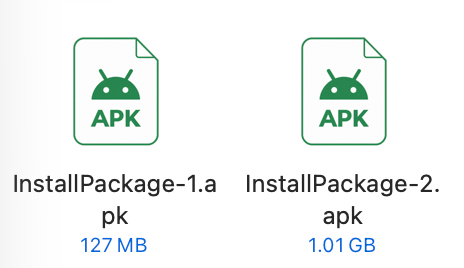 APK
APK
InstallPackage-1.a
pk
127 MB
InstallPackage-2.
apk
1.01 GB